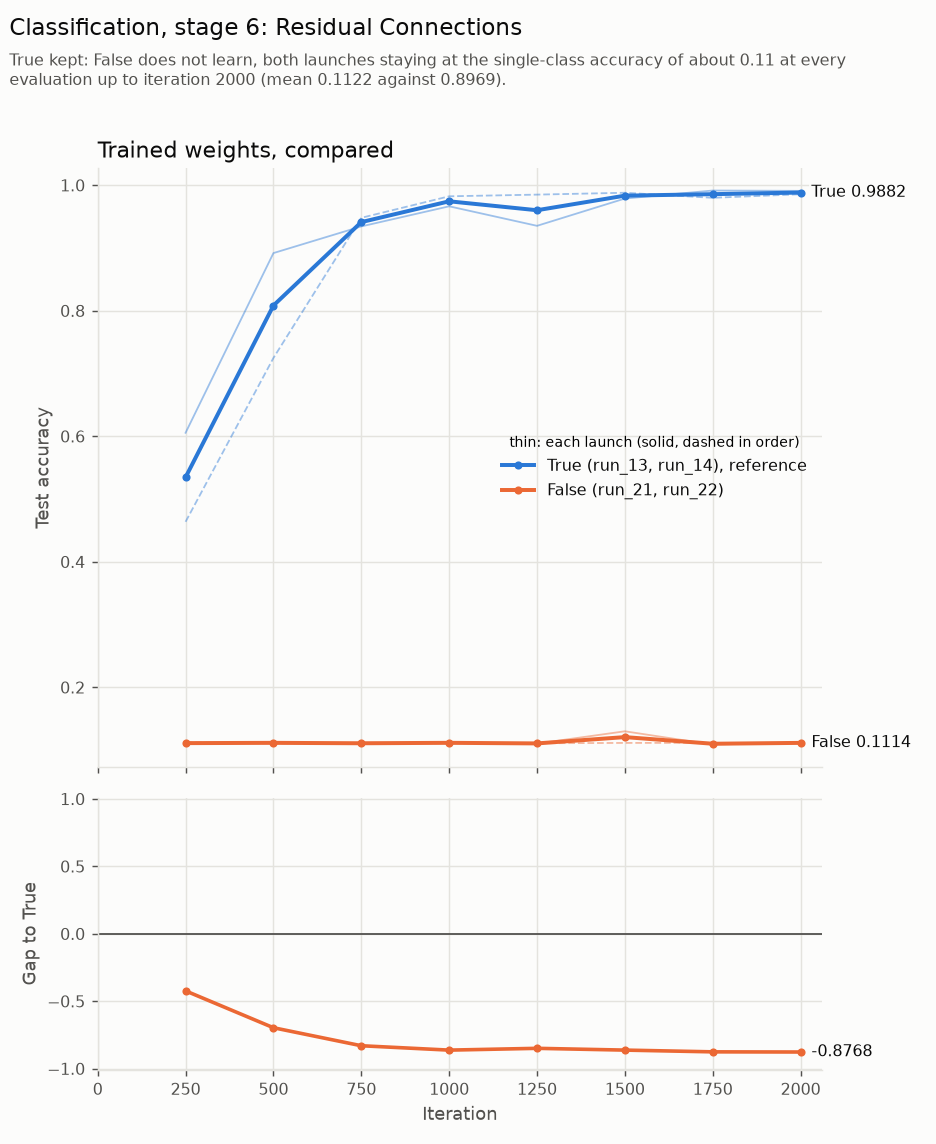 Classification, stage 6: Residual Connections
True kept: False does not learn, both launches staying at the single-class accuracy of about 0.11 at every
evaluation up to iteration 2000 (mean 0.1122 against 0.8969).
Trained weights, compared
1.0
0.8
0.6
0.4
0.2
Test accuracy
True 0.9882
thin: each launch (solid, dashed in order)
True (run_13, run_14), reference
False (run_21, run_22)
False 0.1114
1.0
0.5
0.0
−0.5
−1.0
Gap to True
-0.8768
0
250
500
750
1000
1250
1500
1750
2000
Iteration